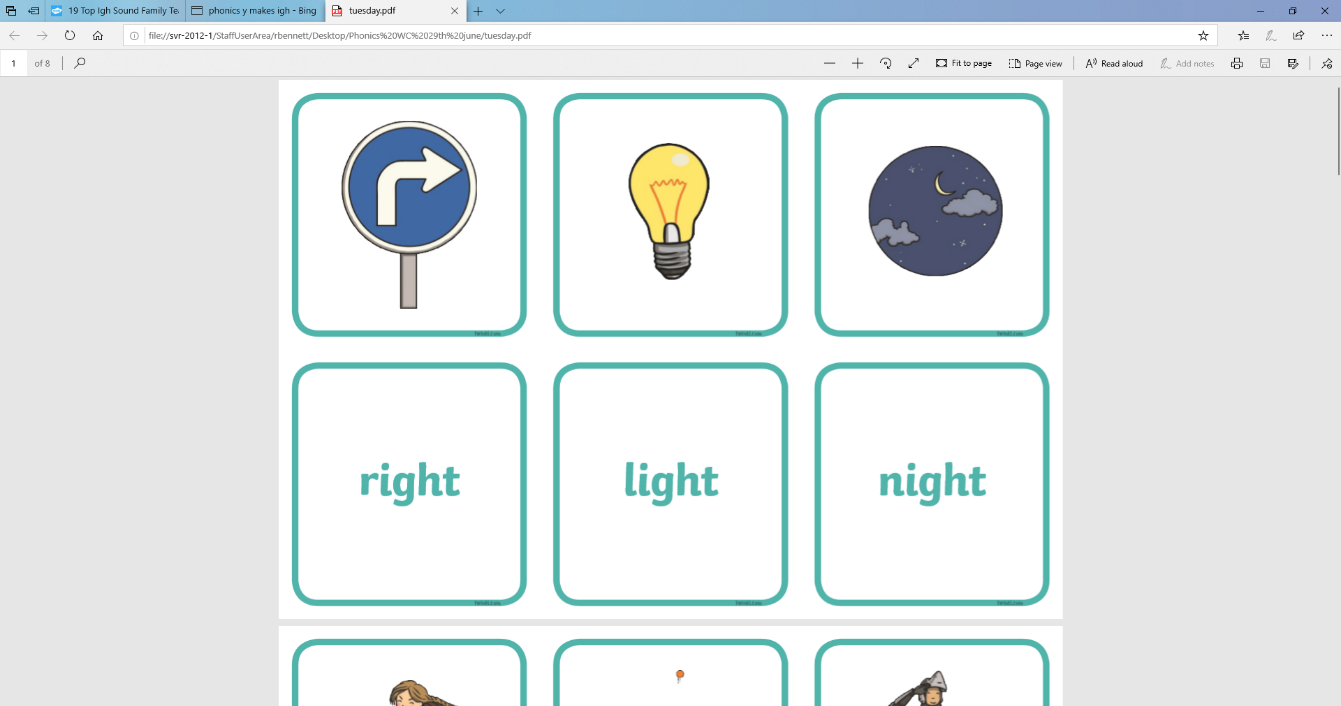 19 Top Igh Sound Family Tea
phonics y makes igh - Bing
tuesday.pdf
file://svr-2012-1/StaffUserArea/rbennett/Desktop/Phonics%20WC%2029th%20june/tuesday.pdf
1 of 8
Fit to page
Page view
Read aloud
Add notes
right
light
night